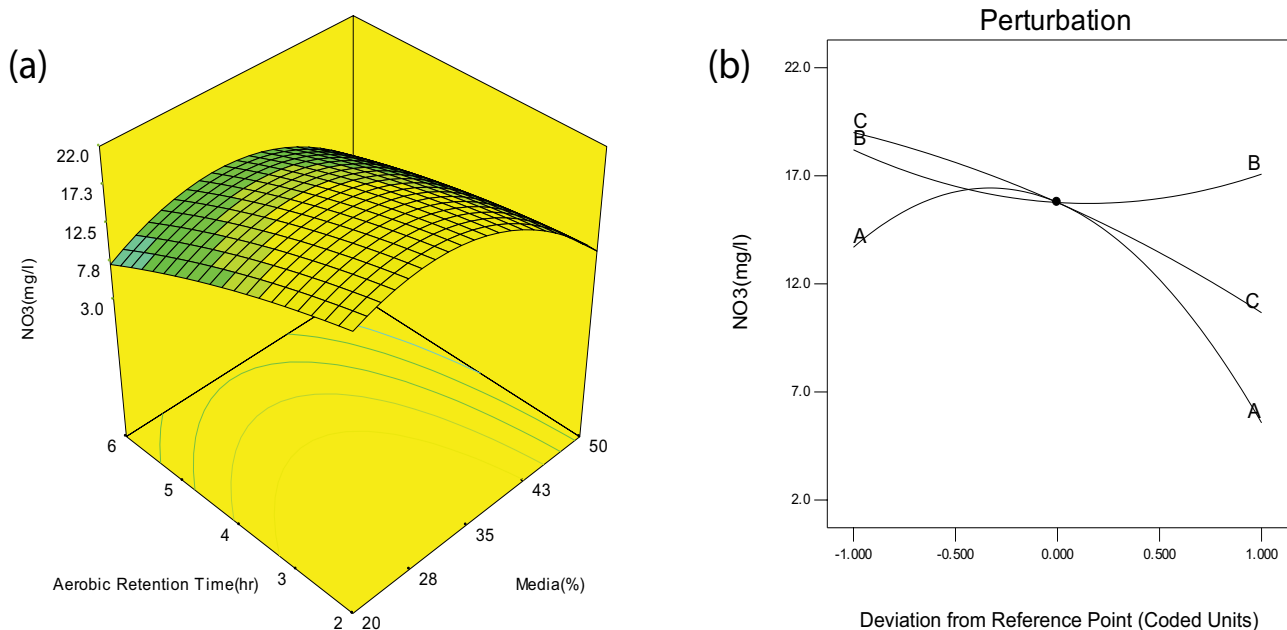 (a)
NO3(mg/l)
22.0
17.3
12.5
7.8
3.0
6
5
4
3
2
Aerobic Retention Time(hr)
20
28
35
43
50
Media(%)
(b)
Perturbation
NO3(mg/l)
22.0
17.0
12.0
7.0
2.0
C
B
A
B
C
A
-1.000
-0.500
0.000
0.500
1.000
Deviation from Reference Point (Coded Units)